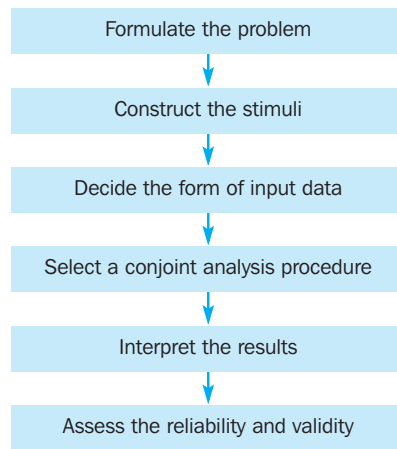 Formulate the problem
Construct the stimuli
Decide the form of input data
Select a conjoint analysis procedure
Interpret the results
Assess the reliability and validity